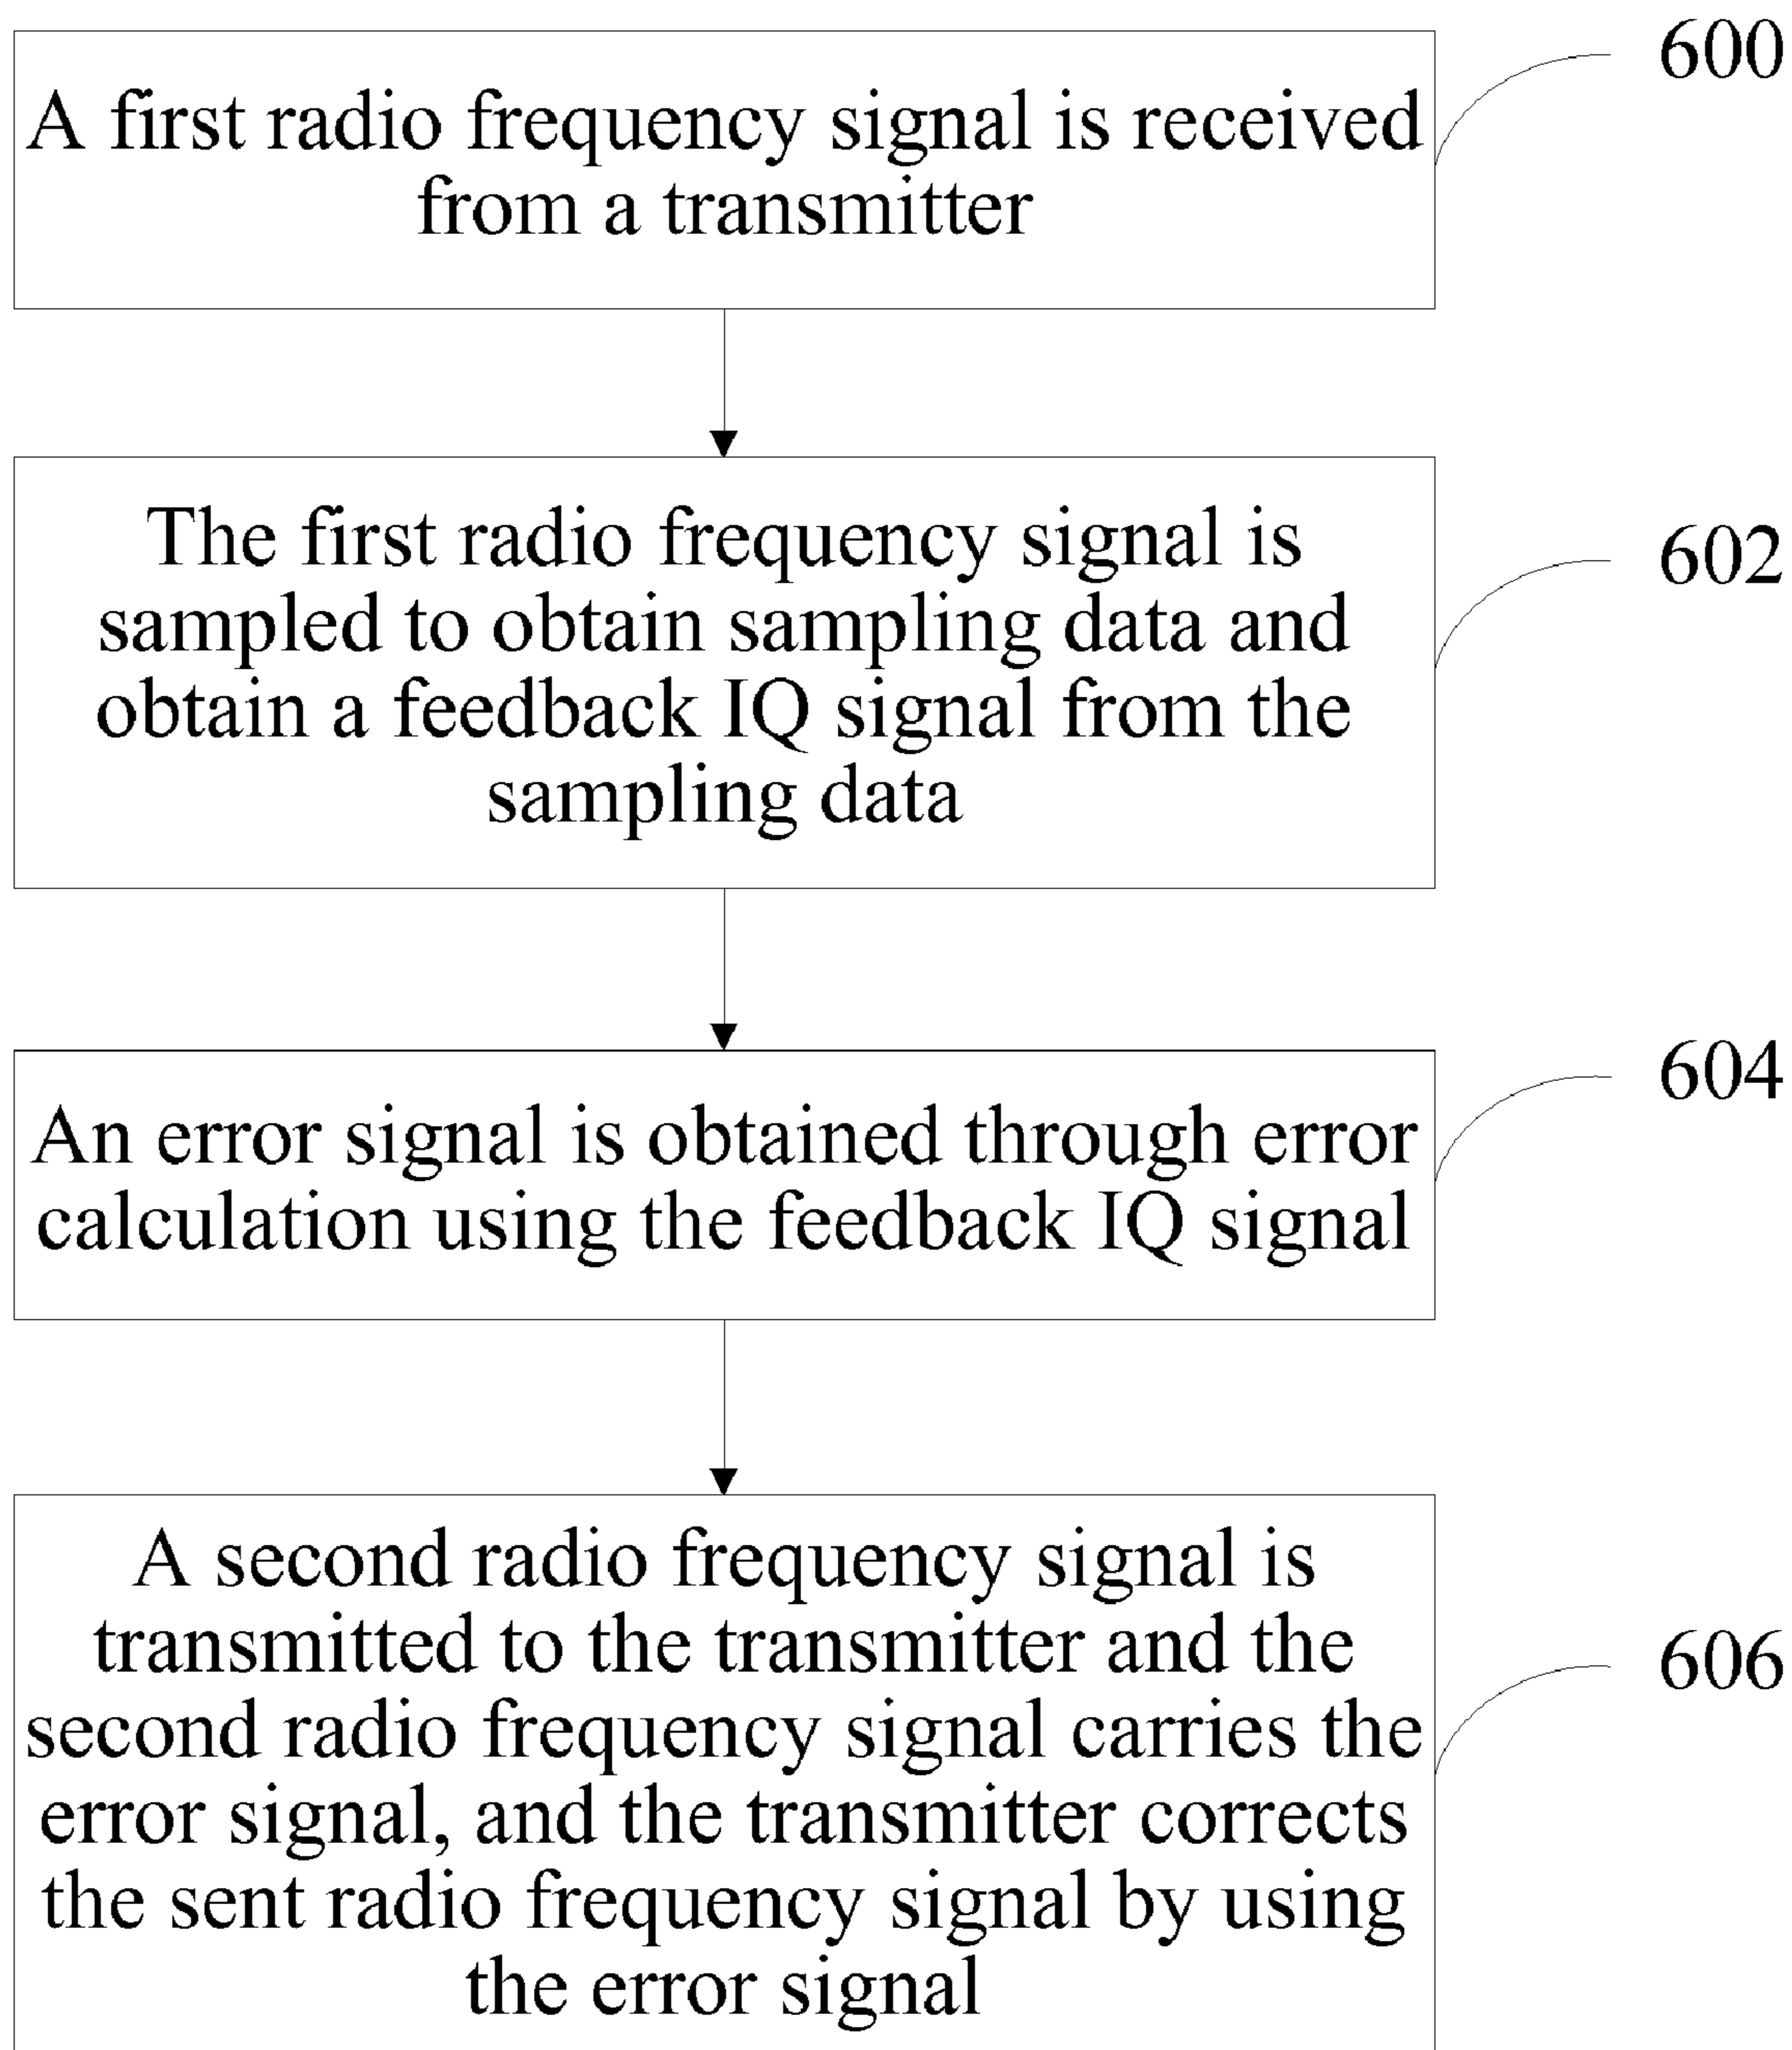 600
A first radio frequency signal is received
from a transmitter
602
The first radio frequency signal is
sampled to obtain sampling data and
obtain a feedback IQ signal from the
sampling data
604
An error signal is obtained through error
calculation using the feedback IQ signal
606
A second radio frequency signal is
transmitted to the transmitter and the
second radio frequency signal carries the
error signal, and the transmitter corrects
the sent radio frequency signal by using
the error signal